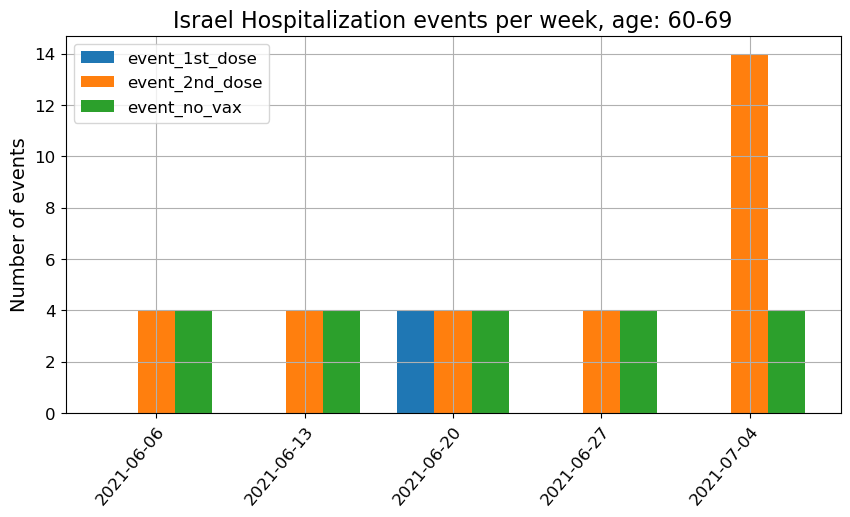 Israel Hospitalization events per week, age: 60-69
event_1st_dose
event_2nd_dose
event_no_vax
Number of events
14
12
10
8
6
4
2
0
2021-06-06
2021-06-13
2021-06-20
2021-06-27
2021-07-04